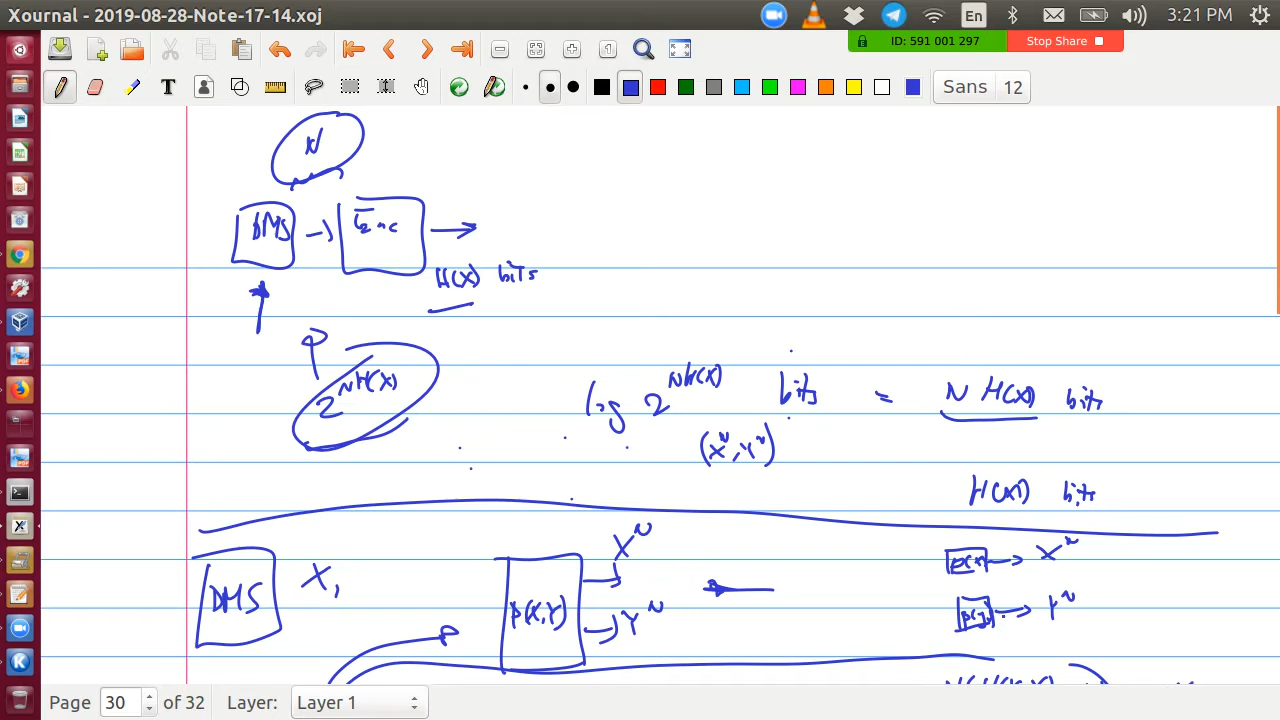 Xournal - 2019-08-28-Note-17-14.xoj
En
3:21 PM
ID: 591 001 297
Stop Share
Sans 12
N
DMS → Enc →
H(X) bits
2^{NH(X)}
log 2^{NH(X)} bits = N H(X) bits
(X^N, Y^N)
H(X) bits
DMS X,
p(X,Y)
X^N
Y^N
p(x) → X^N
p(y) → Y^N
Page 30 of 32 Layer: Layer 1